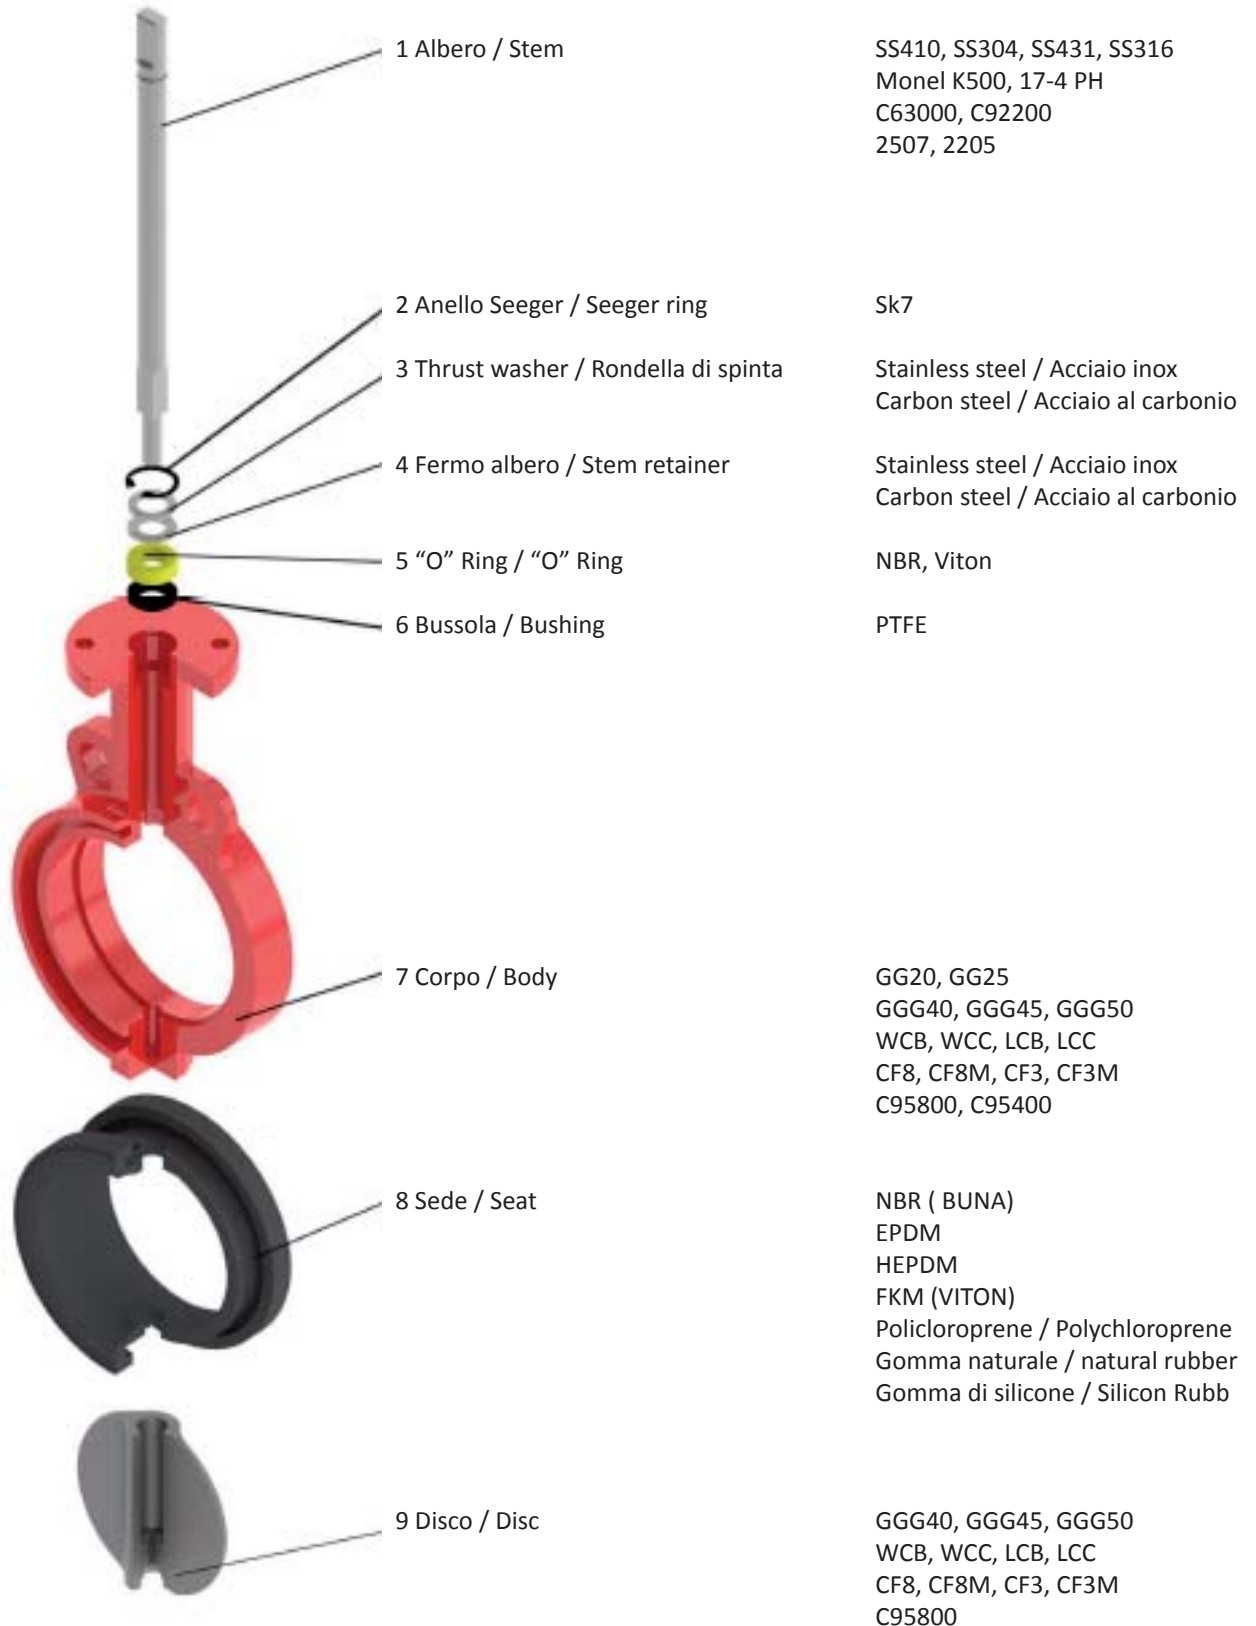 1 Albero / Stem
SS410, SS304, SS431, SS316
Monel K500, 17-4 PH
C63000, C92200
2507, 2205
2 Anello Seeger / Seeger ring
Sk7
3 Thrust washer / Rondella di spinta
Stainless steel / Acciaio inox
Carbon steel / Acciaio al carbonio
4 Fermo albero / Stem retainer
Stainless steel / Acciaio inox
Carbon steel / Acciaio al carbonio
5 “O” Ring / “O” Ring
NBR, Viton
6 Bussola / Bushing
PTFE
7 Corpo / Body
GG20, GG25
GGG40, GGG45, GGG50
WCB, WCC, LCB, LCC
CF8, CF8M, CF3, CF3M
C95800, C95400
8 Sede / Seat
NBR ( BUNA)
EPDM
HEPDM
FKM (VITON)
Policloroprene / Polychloroprene
Gomma naturale / natural rubber
Gomma di silicone / Silicon Rubb
9 Disco / Disc
GGG40, GGG45, GGG50
WCB, WCC, LCB, LCC
CF8, CF8M, CF3, CF3M
C95800